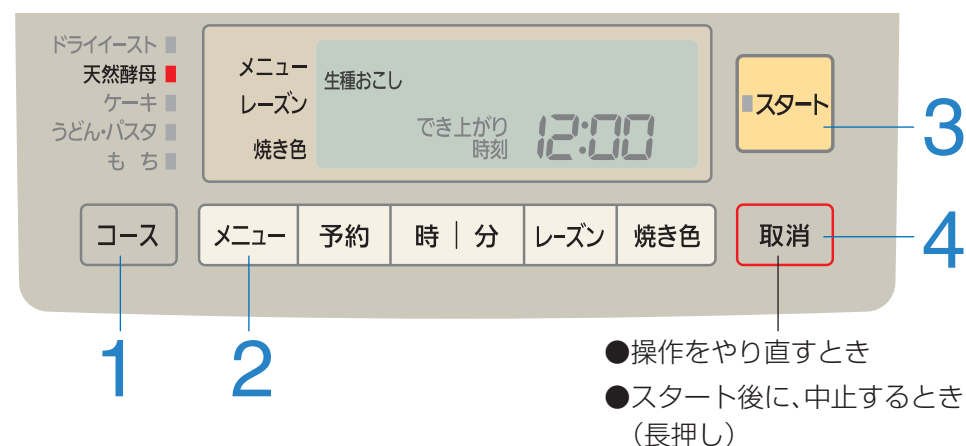 ドライイースト
天然酵母
ケーキ
うどん・パスタ
もち
メニュー
レーズン
焼き色
生種おこし
でき上がり
時刻
12:00
スタート
3
コース
メニュー
予約
時｜分
レーズン
焼き色
取消
4
1
2
●操作をやり直すとき
●スタート後に、中止するとき
（長押し）